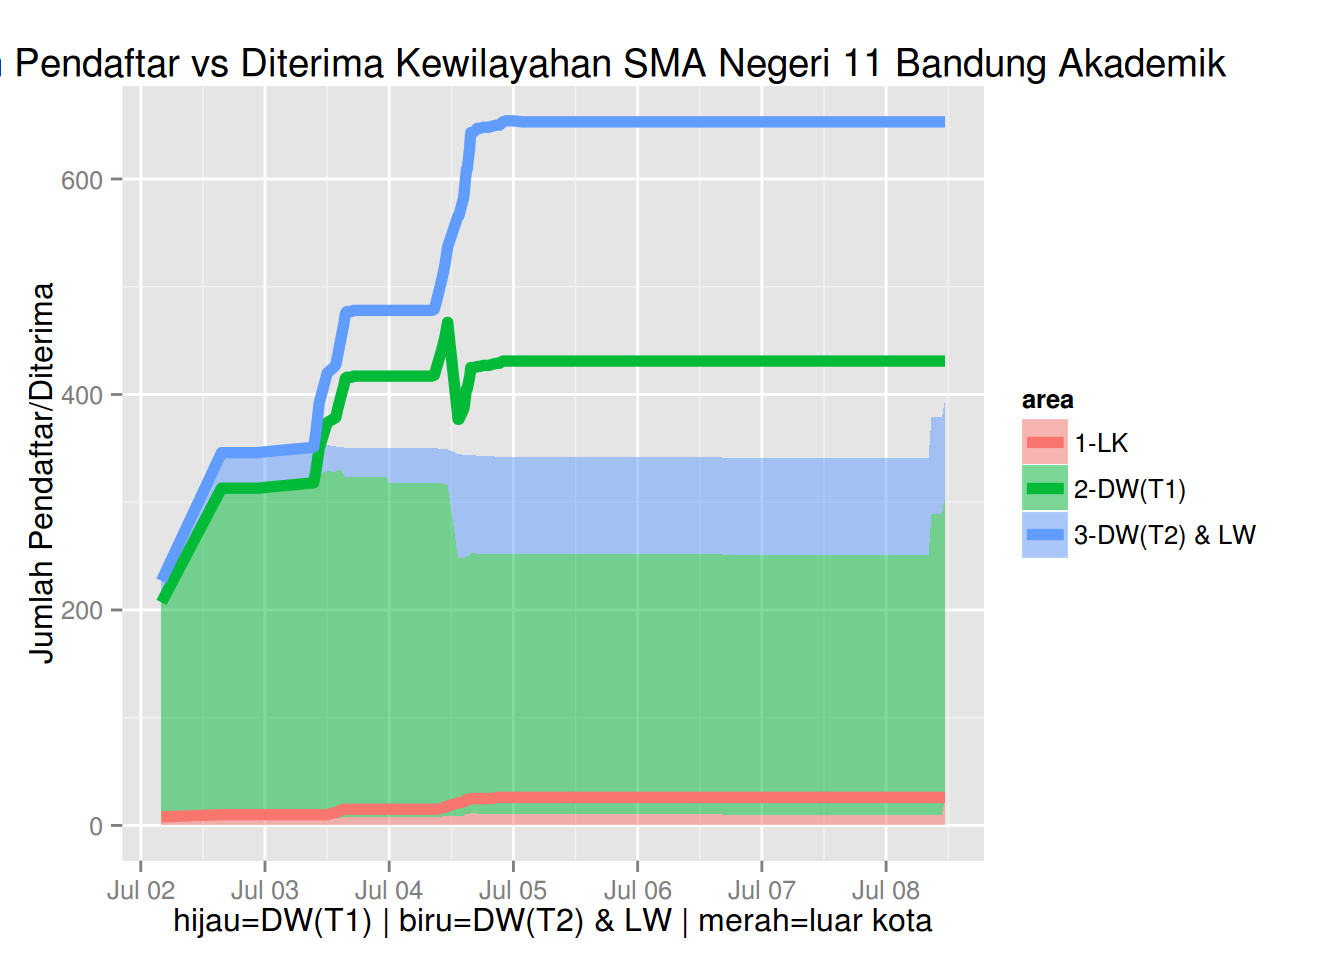 Pendaftar vs Diterima Kewilayahan SMA Negeri 11 Bandung Akademik
Jumlah Pendaftar/Diterima
600
400
200
0
Jul 02
Jul 03
Jul 04
Jul 05
Jul 06
Jul 07
Jul 08
hijau=DW(T1) | biru=DW(T2) & LW | merah=luar kota
area
1-LK
2-DW(T1)
3-DW(T2) & LW